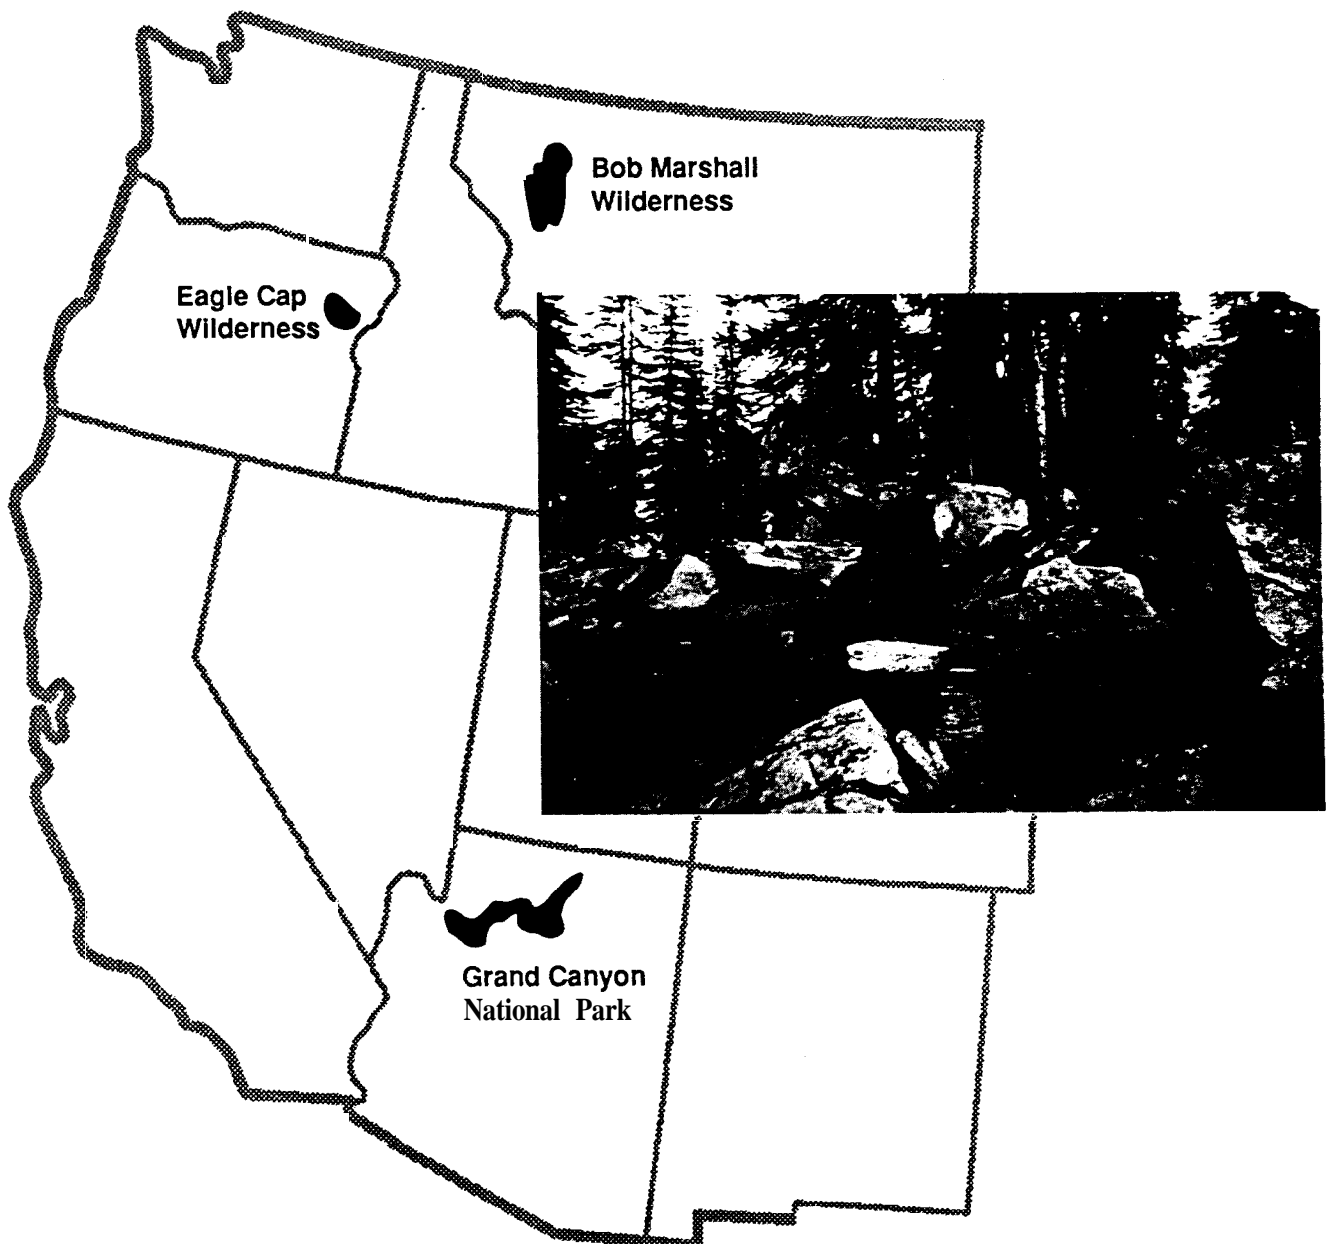 Bob Marshall
Wilderness
Eagle Cap
Wilderness
Grand Canyon
National Park